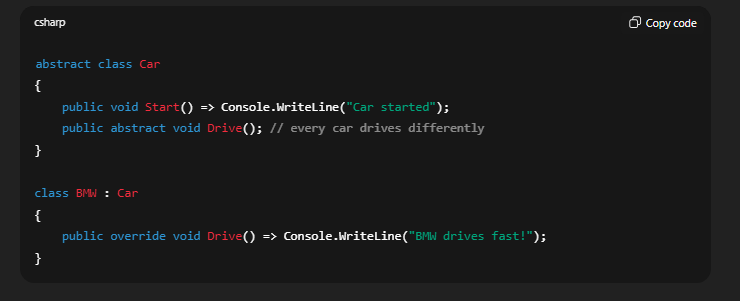 csharp
Copy code
abstract class Car
{
    public void Start() => Console.WriteLine("Car started");
    public abstract void Drive(); // every car drives differently
}
class BMW : Car
{
    public override void Drive() => Console.WriteLine("BMW drives fast!");
}